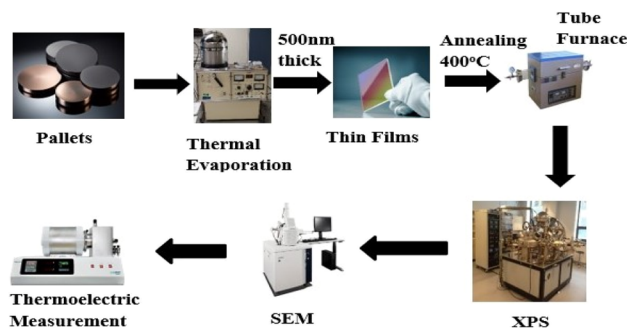 Pallets
Thermal
Evaporation
500nm
thick
Thin Films
Annealing
400°C
Tube
Furnace
XPS
SEM
Thermoelectric
Measurement